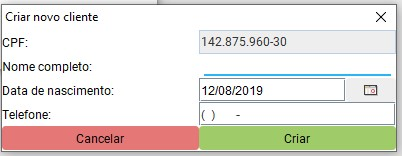 Criar novo cliente
CPF: 142.875.960-30
Nome completo:
Data de nascimento: 12/08/2019
Telefone: ( ) -
Cancelar Criar